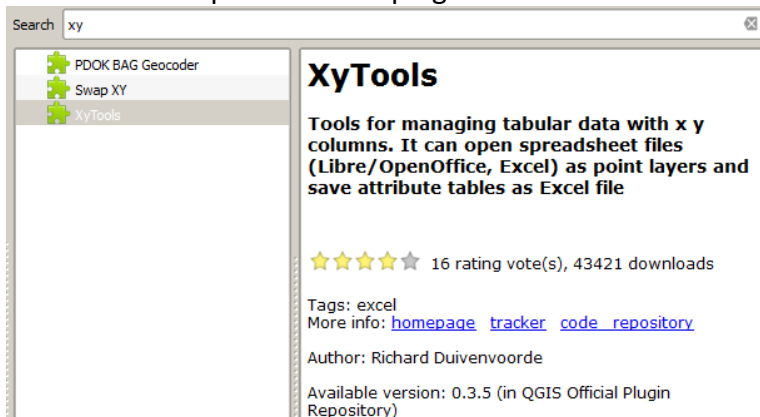 Search xy
PDOK BAG Geocoder
Swap XY
XyTools
XyTools
Tools for managing tabular data with x y
columns. It can open spreadsheet files
(Libre/OpenOffice, Excel) as point layers and
save attribute tables as Excel file
16 rating vote(s), 43421 downloads
Tags: excel
More info: homepage tracker code repository
Author: Richard Duivenvoorde
Available version: 0.3.5 (in QGIS Official Plugin
Repository)